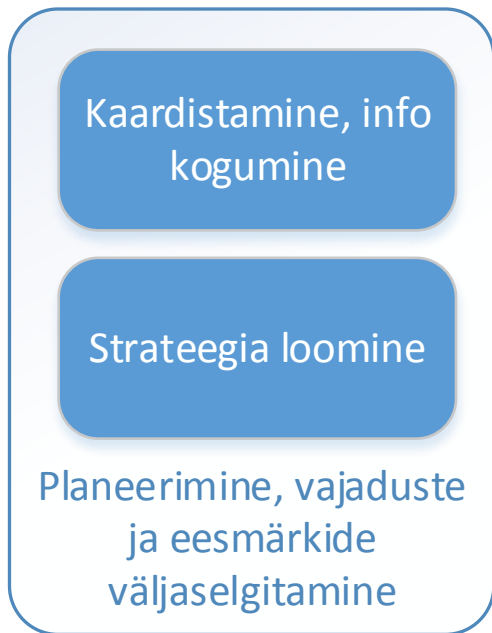 Kaardistamine, info
kogumine
Strateegia loomine
Planeerimine, vajaduste
ja eesmärkide
väljaselgitamine